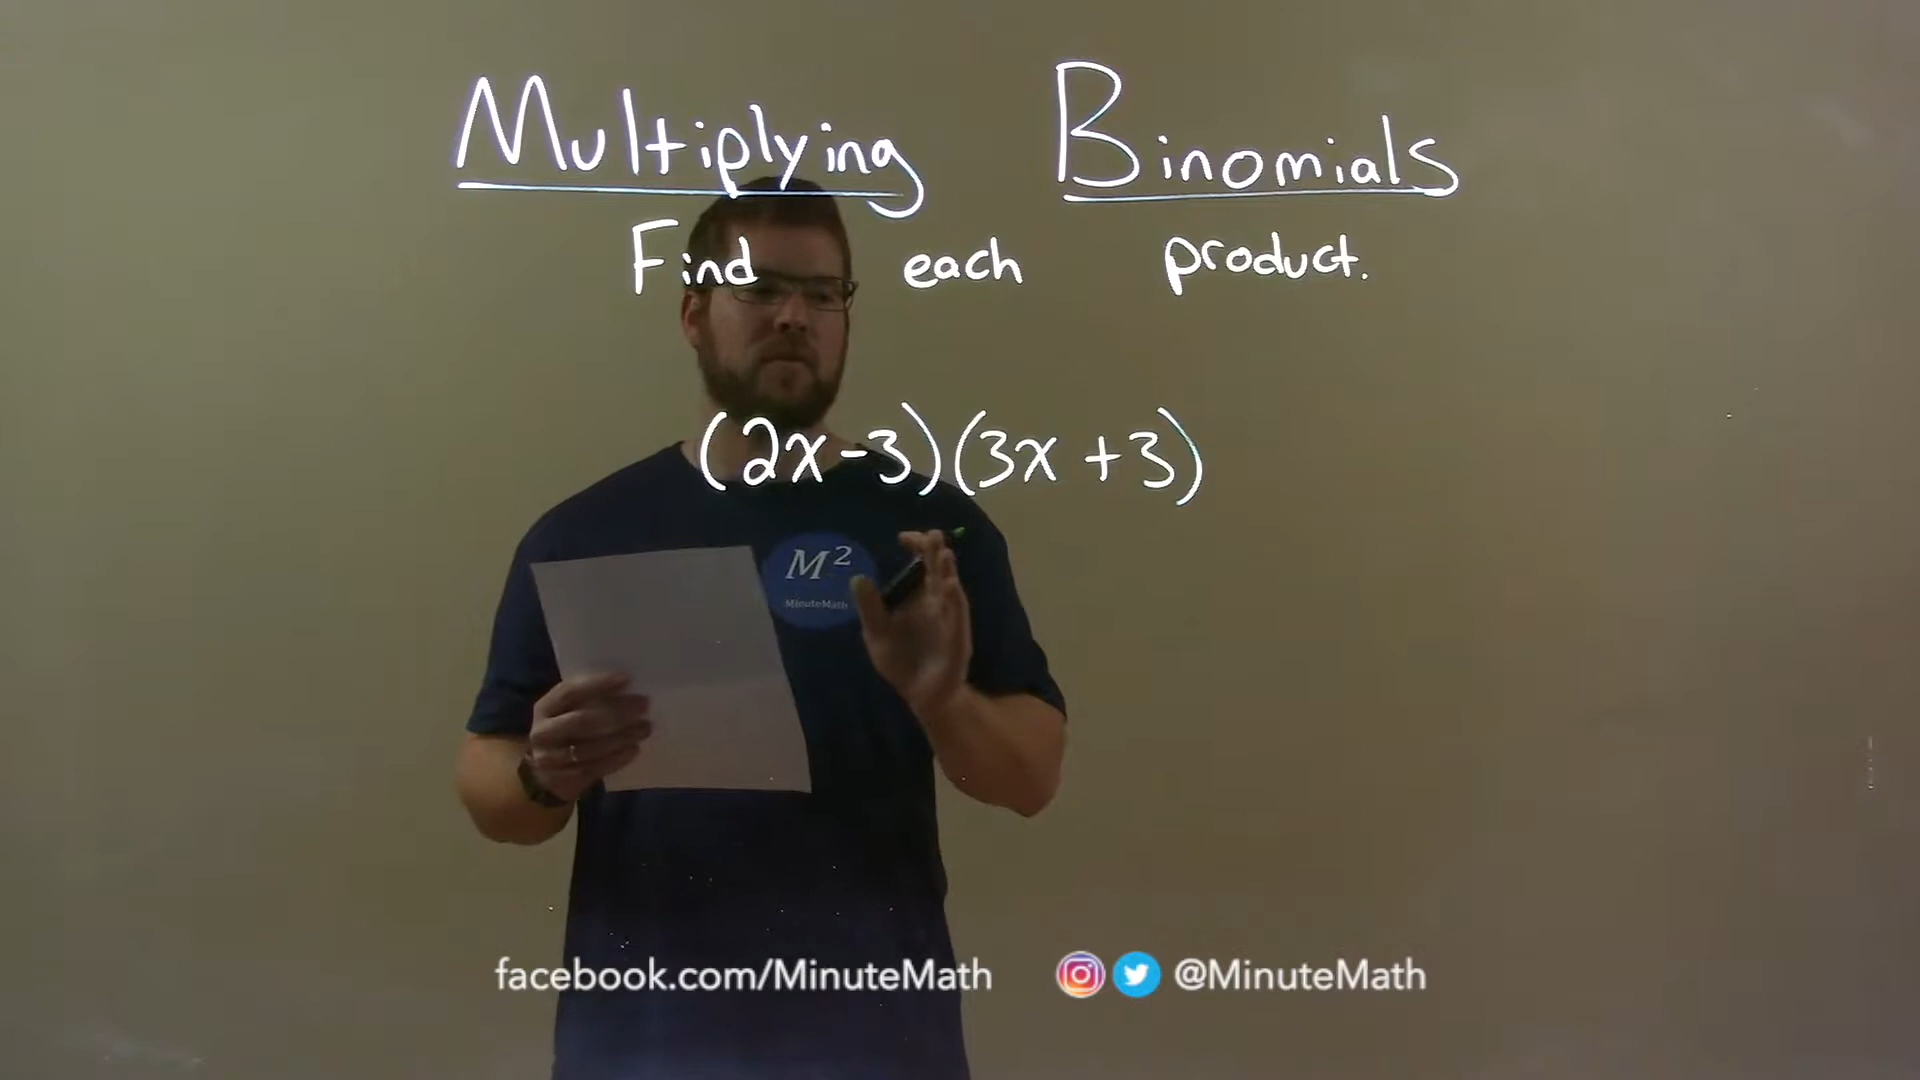 Multiplying Binomials
Find each product.
(2x-3)(3x+3)
M²
MinuteMath
facebook.com/MinuteMath @MinuteMath